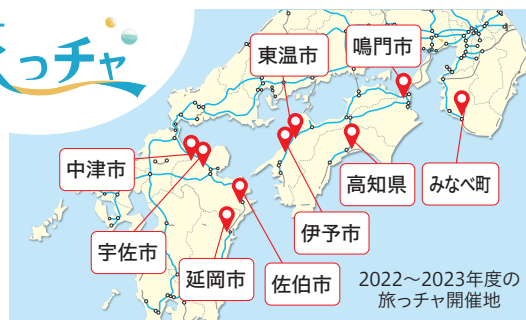 っチャ
東温市
鳴門市
中津市
高知県
みなべ町
宇佐市
伊予市
延岡市
佐伯市
2022〜2023年度の
旅っチャ開催地